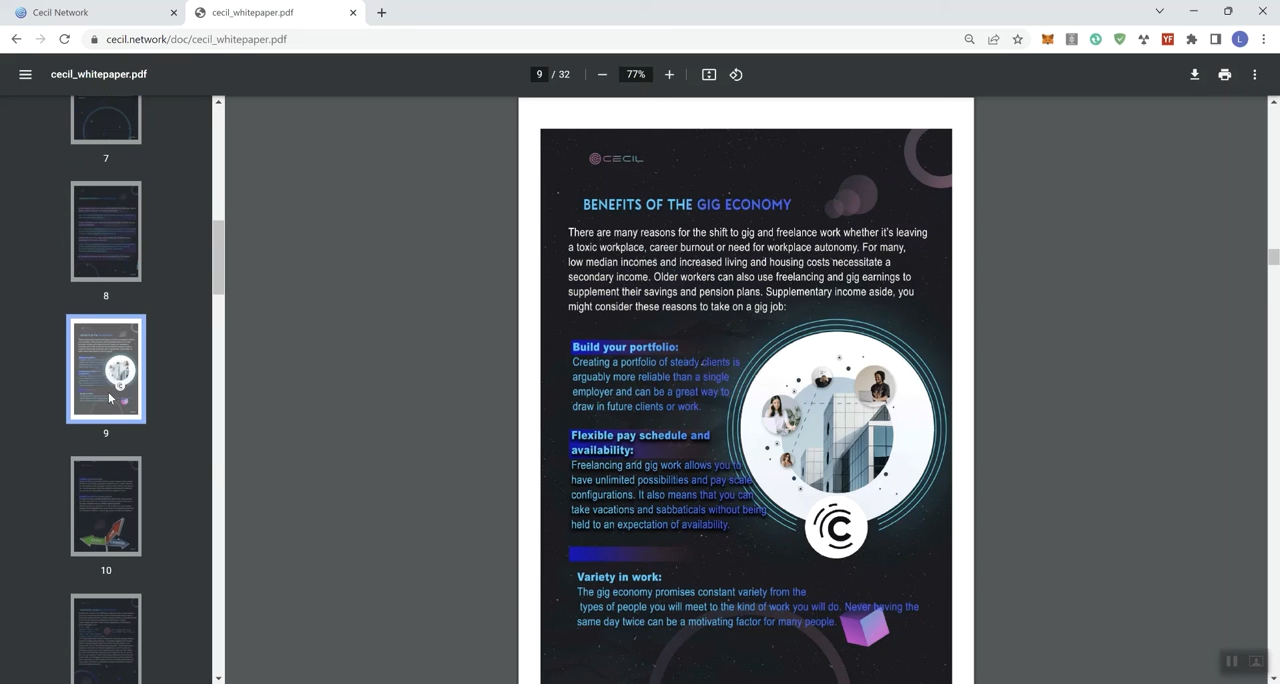 Cecil Network
cecil_whitepaper.pdf
cecil.network/doc/cecil_whitepaper.pdf
YF
L
cecil_whitepaper.pdf
9 / 32
77%
7
8
9
10
CECIL
BENEFITS OF THE GIG ECONOMY
There are many reasons for the shift to gig and freelance work whether it's leaving
a toxic workplace, career burnout or need for workplace autonomy. For many,
low median incomes and increased living and housing costs necessitate a
secondary income. Older workers can also use freelancing and gig earnings to
supplement their savings and pension plans. Supplementary income aside, you
might consider these reasons to take on a gig job:
Build your portfolio:
Creating a portfolio of steady clients is
arguably more reliable than a single
employer and can be a great way to
draw in future clients or work.
Flexible pay schedule and
availability:
Freelancing and gig work allows you to
have unlimited possibilities and pay scale
configurations. It also means that you can
take vacations and sabbaticals without being
held to an expectation of availability.
Variety in work:
The gig economy promises constant variety from the
types of people you will meet to the kind of work you will do. Never having the
same day twice can be a motivating factor for many people.